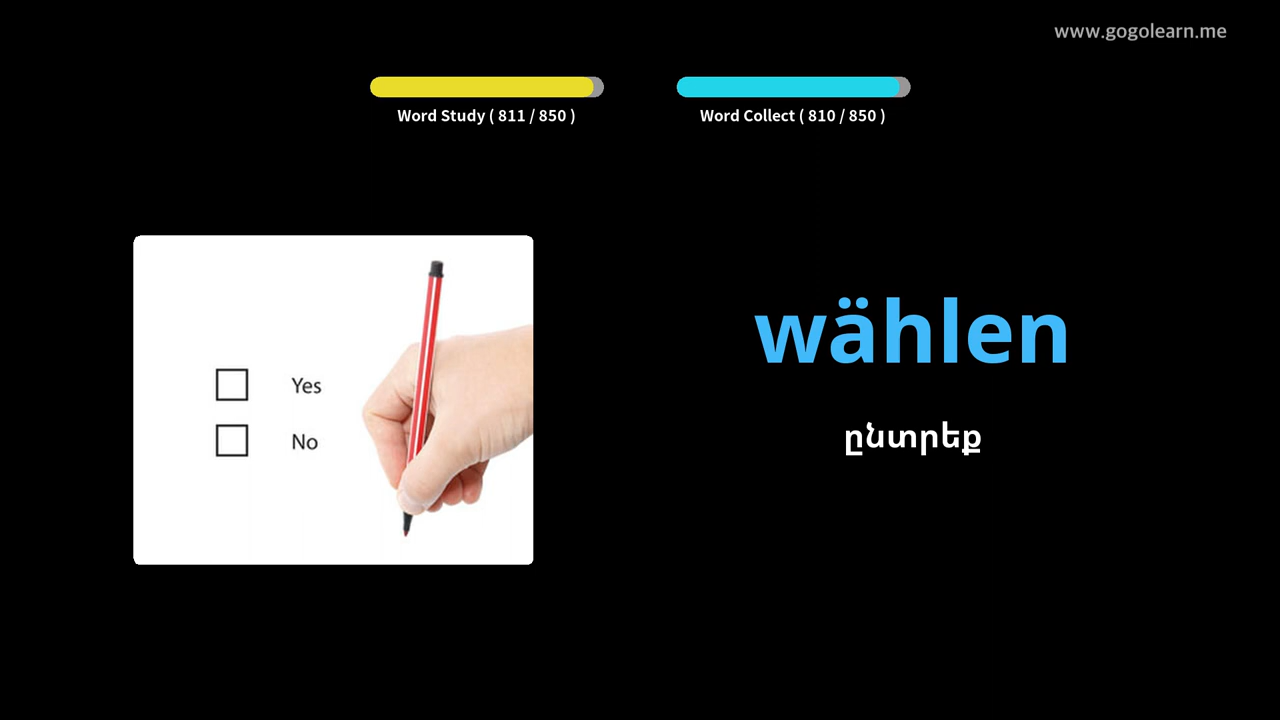 www.gogolearn.me
Word Study ( 811 / 850 )
Word Collect ( 810 / 850 )
Yes
No
wählen
ընտրեք